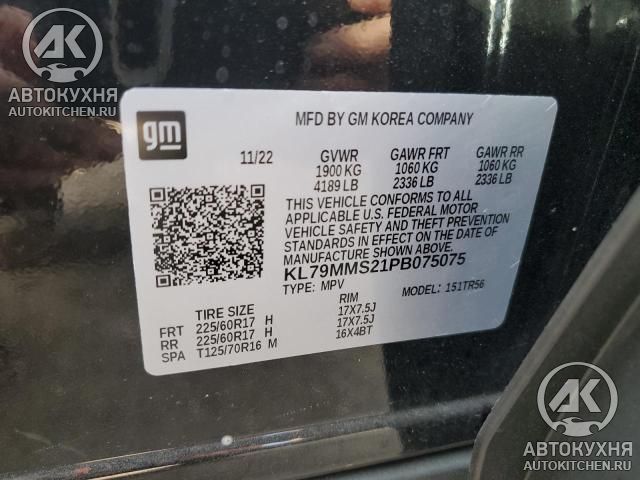 AK
АВТОКУХНЯ
AUTOKITCHEN.RU
gm
MFD BY GM KOREA COMPANY
11/22 GVWR GAWR FRT GAWR RR
1900 KG 1060 KG 1060 KG
4189 LB 2336 LB 2336 LB
THIS VEHICLE CONFORMS TO ALL
APPLICABLE U.S. FEDERAL MOTOR
VEHICLE SAFETY AND THEFT PREVENTION
STANDARDS IN EFFECT ON THE DATE OF
MANUFACTURE SHOWN ABOVE.
KL79MMS21PB075075
TYPE: MPV MODEL: 151TR56
TIRE SIZE RIM
FRT 225/60R17 H 17X7.5J
RR 225/60R17 H 17X7.5J
SPA T125/70R16 M 16X4BT
AK
АВТОКУХНЯ
AUTOKITCHEN.RU